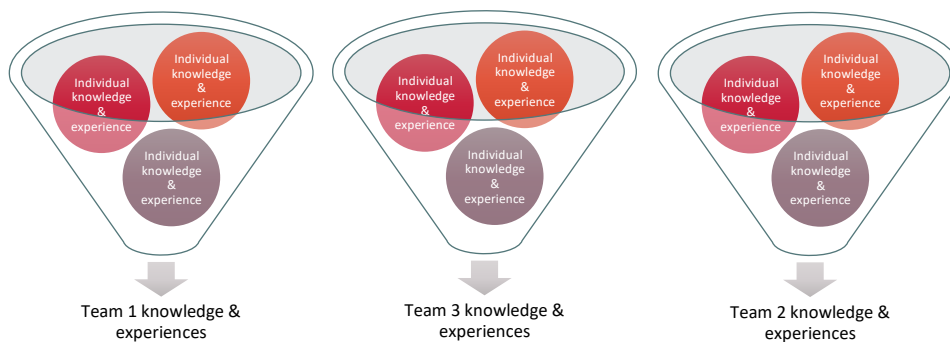 Individual
knowledge
&
experience
Individual
knowledge
&
experience
Individual
knowledge
&
experience
Team 1 knowledge &
experiences
Individual
knowledge
&
experience
Individual
knowledge
&
experience
Individual
knowledge
&
experience
Team 3 knowledge &
experiences
Individual
knowledge
&
experience
Individual
knowledge
&
experience
Individual
knowledge
&
experience
Team 2 knowledge &
experiences